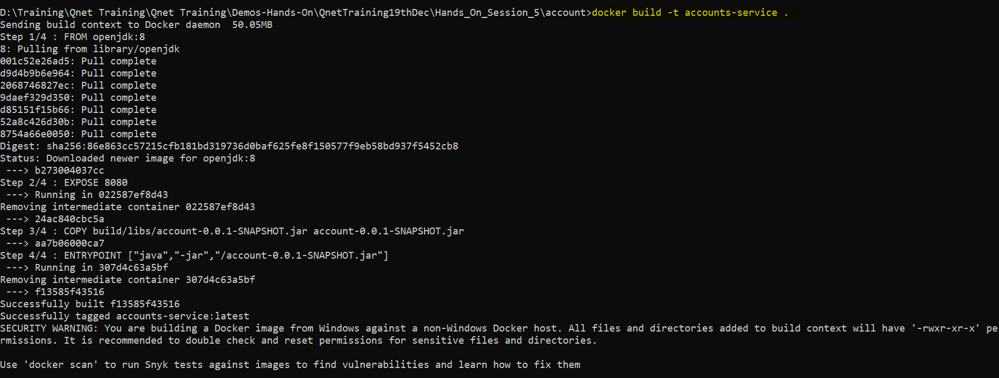 D:\Training\Qnet Training\Qnet Training\Demos-Hands-On\QnetTraining19thDec\Hands_On_Session_5\account>docker build -t accounts-service .
Sending build context to Docker daemon  50.05MB
Step 1/4 : FROM openjdk:8
8: Pulling from library/openjdk
001c52e26ad5: Pull complete
d9d4b9b6e964: Pull complete
2068746827ec: Pull complete
9daef329d350: Pull complete
d85151f15b66: Pull complete
52a8c426d30b: Pull complete
8754a66e0050: Pull complete
Digest: sha256:86e863cc57215cfb181bd319736d0baf625fe8f150577f9eb58bd937f5452cb8
Status: Downloaded newer image for openjdk:8
 ---> b273004037cc
Step 2/4 : EXPOSE 8080
 ---> Running in 022587ef8d43
Removing intermediate container 022587ef8d43
 ---> 24ac840cbc5a
Step 3/4 : COPY build/libs/account-0.0.1-SNAPSHOT.jar account-0.0.1-SNAPSHOT.jar
 ---> aa7b06000ca7
Step 4/4 : ENTRYPOINT ["java","-jar","/account-0.0.1-SNAPSHOT.jar"]
 ---> Running in 307d4c63a5bf
Removing intermediate container 307d4c63a5bf
 ---> f13585f43516
Successfully built f13585f43516
Successfully tagged accounts-service:latest
SECURITY WARNING: You are building a Docker image from Windows against a non-Windows Docker host. All files and directories added to build context will have '-rwxr-xr-x' pe
rmissions. It is recommended to double check and reset permissions for sensitive files and directories.
Use 'docker scan' to run Snyk tests against images to find vulnerabilities and learn how to fix them